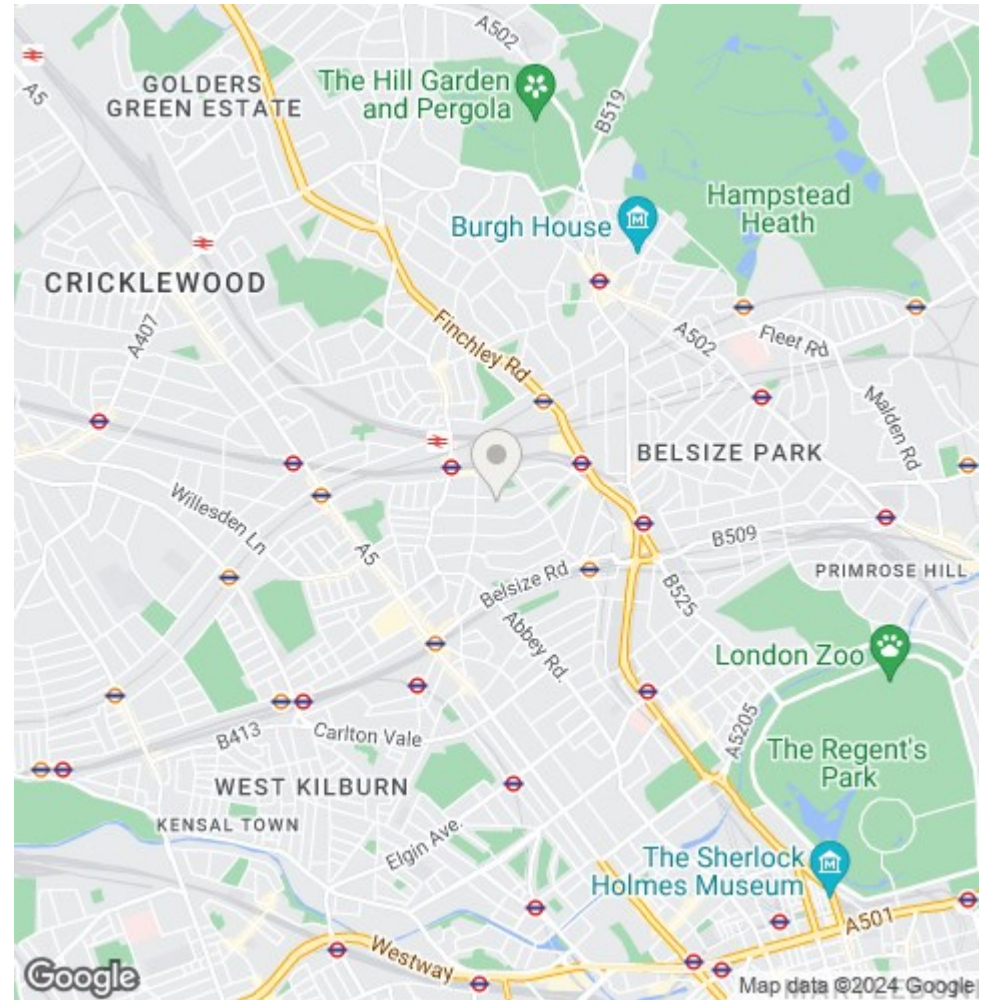 A502
GOLDERS
GREEN ESTATE
The Hill Garden
and Pergola
A5
B519
Hampstead
Heath
Burgh House
CRICKLEWOOD
A407
Finchley Rd
A502
Fleet Rd
Malden Rd
BELSIZE PARK
Willesden Ln
A5
B509
Belsize Rd
PRIMROSE HILL
B525
Abbey Rd.
London Zoo
B413
Carlton Vale
A5205
The Regent's
Park
WEST KILBURN
KENSAL TOWN
Elgin Ave.
The Sherlock
Holmes Museum
A501
Westway
Google
Map data ©2024 Google